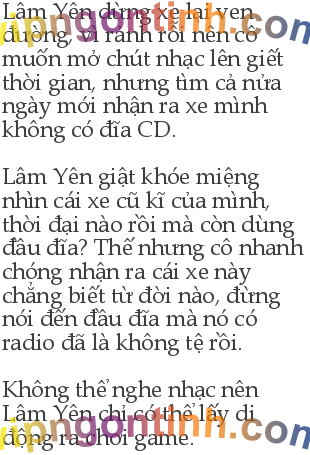 Lâm Yên dừng xe lại ven
đường, vì rảnh rỗi nên cô
muốn mở chút nhạc lên giết
thời gian, nhưng tìm cả nửa
ngày mới nhận ra xe mình
không có đĩa CD.
Lâm Yên giật khóe miệng
nhìn cái xe cũ kĩ của mình,
thời đại nào rồi mà còn dùng
đầu đĩa? Thế nhưng cô nhanh
chóng nhận ra cái xe này
chẳng biết từ đời nào, đừng
nói đến đầu đĩa mà nó có
radio đã là không tệ rồi.
Không thể nghe nhạc nên
Lâm Yên chỉ có thể lấy di
động ra chơi game.
vipngontinh.com
vipngontinh.com